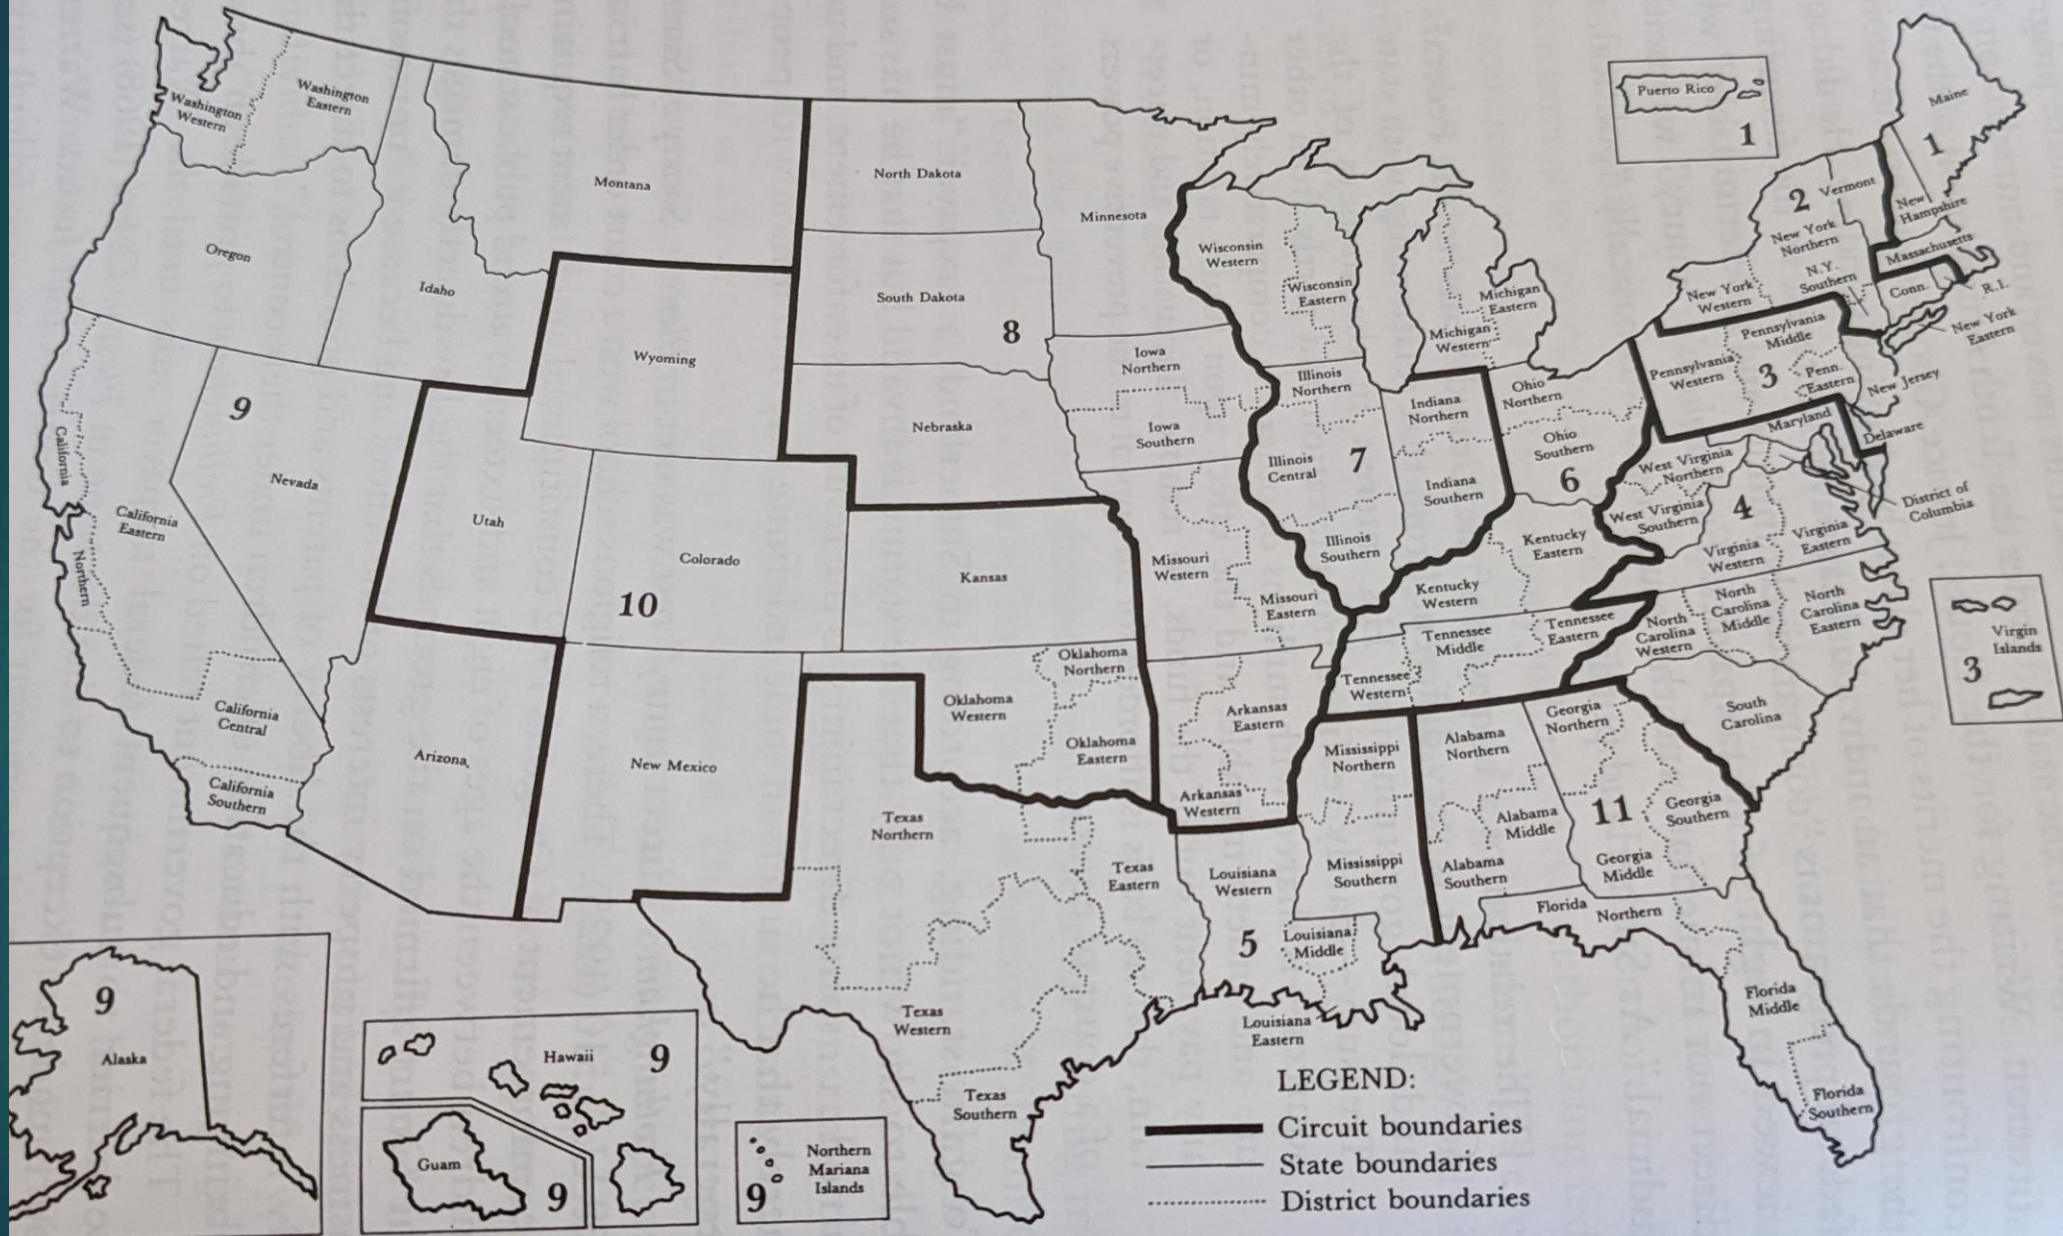 Washington
Western
Washington
Eastern
Oregon
Idaho
Montana
Wyoming
9
Nevada
California
Northern
California
Eastern
California
Central
California
Southern
Utah
Colorado
10
Arizona
New Mexico
North Dakota
South Dakota
8
Nebraska
Kansas
Minnesota
Iowa
Northern
Iowa
Southern
Missouri
Western
Missouri
Eastern
Oklahoma
Northern
Oklahoma
Western
Oklahoma
Eastern
Arkansas
Eastern
Arkansas
Western
Texas
Northern
Texas
Eastern
Texas
Western
Texas
Southern
Louisiana
Western
5
Louisiana
Middle
Louisiana
Eastern
Mississippi
Northern
Mississippi
Southern
Wisconsin
Western
Wisconsin
Eastern
Illinois
Northern
Illinois
Central
7
Illinois
Southern
Indiana
Northern
Indiana
Southern
Michigan
Western
Michigan
Eastern
Ohio
Northern
Ohio
Southern
6
Kentucky
Western
Kentucky
Eastern
Tennessee
Western
Tennessee
Middle
Tennessee
Eastern
Alabama
Northern
Alabama
Middle
Alabama
Southern
Georgia
Northern
11
Georgia
Middle
Georgia
Southern
Florida
Northern
Florida
Middle
Florida
Southern
South
Carolina
North
Carolina
Western
North
Carolina
Middle
North
Carolina
Eastern
West Virginia
Northern
West Virginia
Southern
4
Virginia
Western
Virginia
Eastern
District of
Columbia
Maryland
Delaware
New Jersey
Pennsylvania
Western
Pennsylvania
Middle
3
Penn.
Eastern
New York
Western
New York
Northern
N.Y.
Southern
New York
Eastern
2
Vermont
Conn.
R.I.
Massachusetts
New
Hampshire
1
Maine
Puerto Rico
1
Virgin
Islands
3
9
Alaska
Hawaii
9
Guam
9
Northern
Mariana
Islands
9
LEGEND:
Circuit boundaries
State boundaries
District boundaries